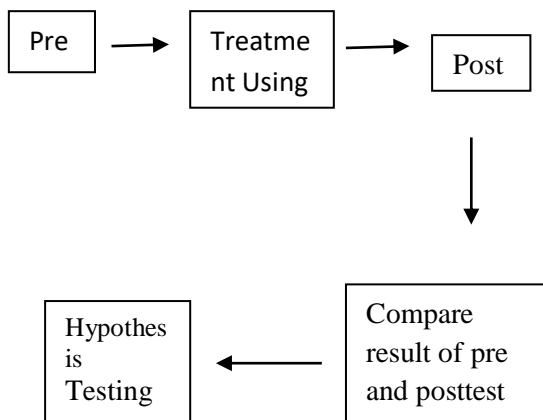 Pre
Treatme
nt Using
Post
Compare
result of pre
and posttest
Hypothes
is
Testing